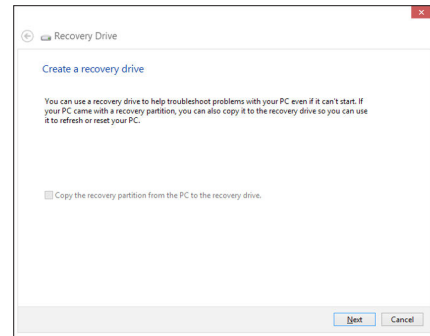 Recovery Drive
Create a recovery drive
You can use a recovery drive to help troubleshoot problems with your PC even if it can't start. If
your PC came with a recovery partition, you can also copy it to the recovery drive so you can use
it to refresh or reset your PC.
Copy the recovery partition from the PC to the recovery drive.
Next Cancel